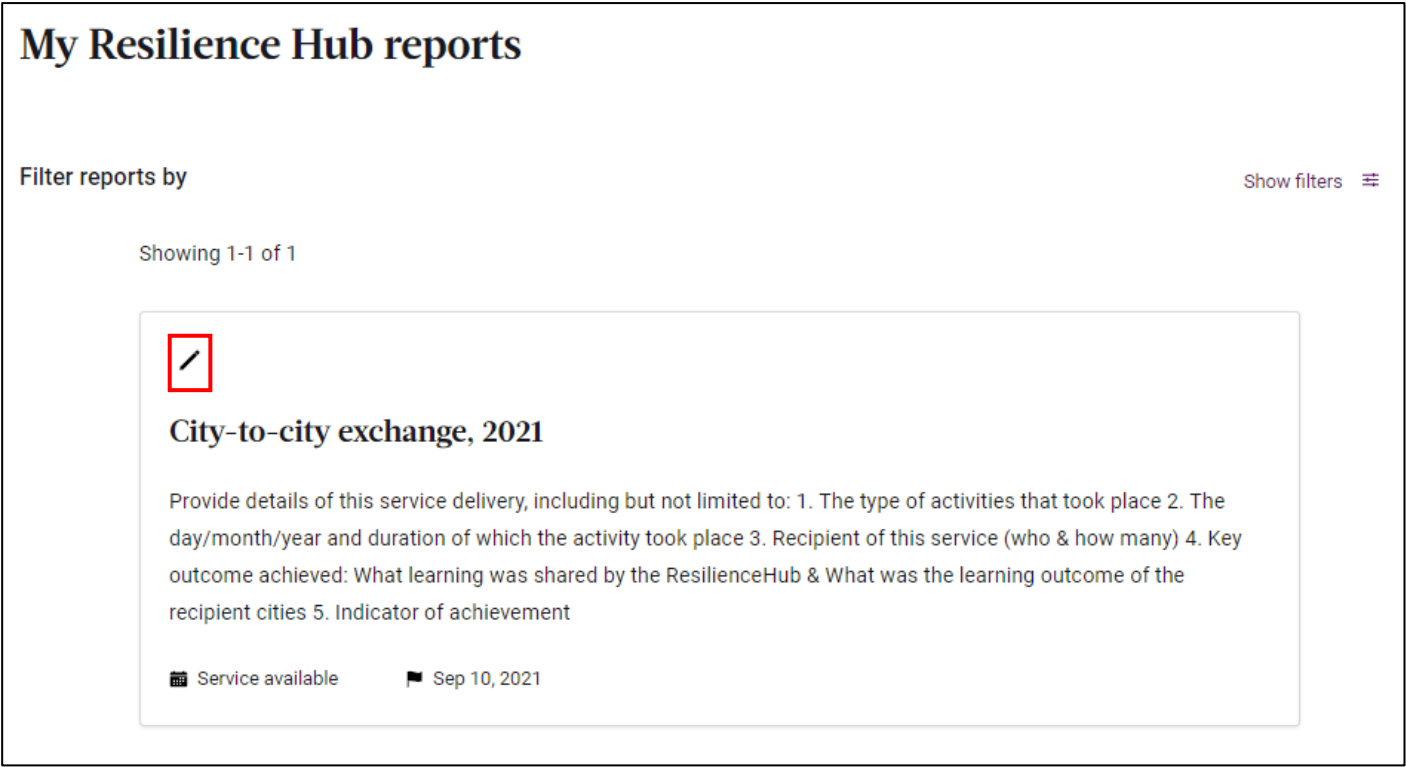 My Resilience Hub reports
Filter reports by
Show filters
Showing 1-1 of 1
City-to-city exchange, 2021
Provide details of this service delivery, including but not limited to: 1. The type of activities that took place 2. The
day/month/year and duration of which the activity took place 3. Recipient of this service (who & how many) 4. Key
outcome achieved: What learning was shared by the ResilienceHub & What was the learning outcome of the
recipient cities 5. Indicator of achievement
Service available
Sep 10, 2021